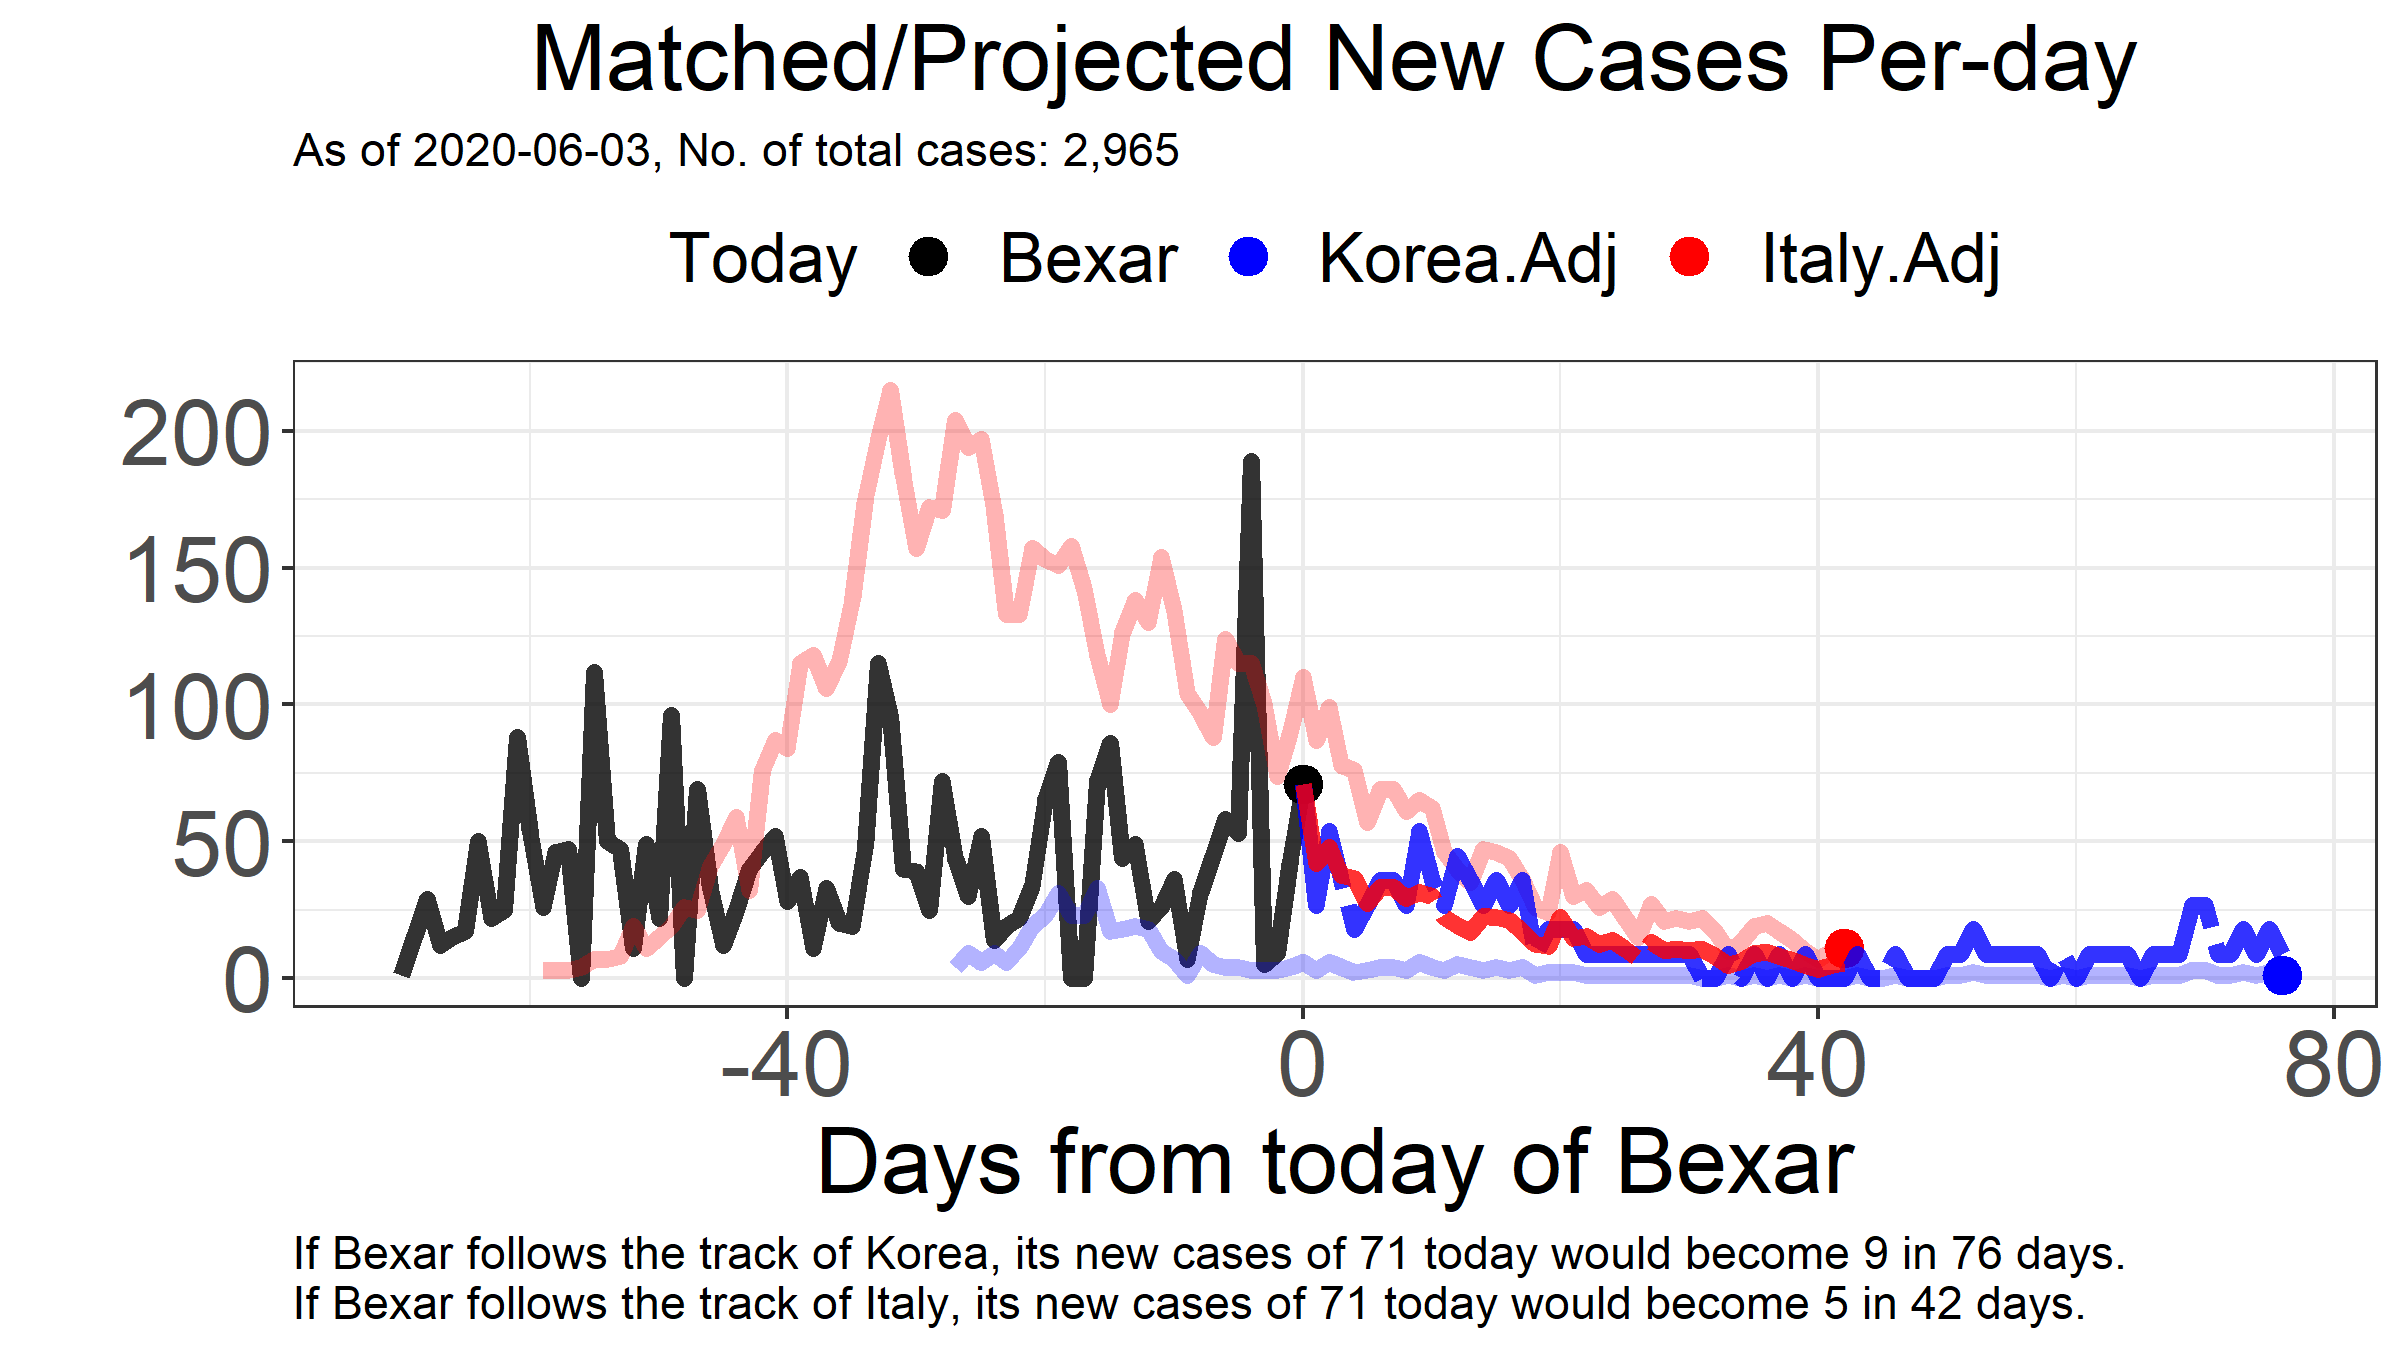 Matched/Projected New Cases Per-day
As of 2020-06-03, No. of total cases: 2,965
Today Bexar Korea.Adj Italy.Adj
200
150
100
50
0
-40 0 40 80
Days from today of Bexar
If Bexar follows the track of Korea, its new cases of 71 today would become 9 in 76 days.
If Bexar follows the track of Italy, its new cases of 71 today would become 5 in 42 days.